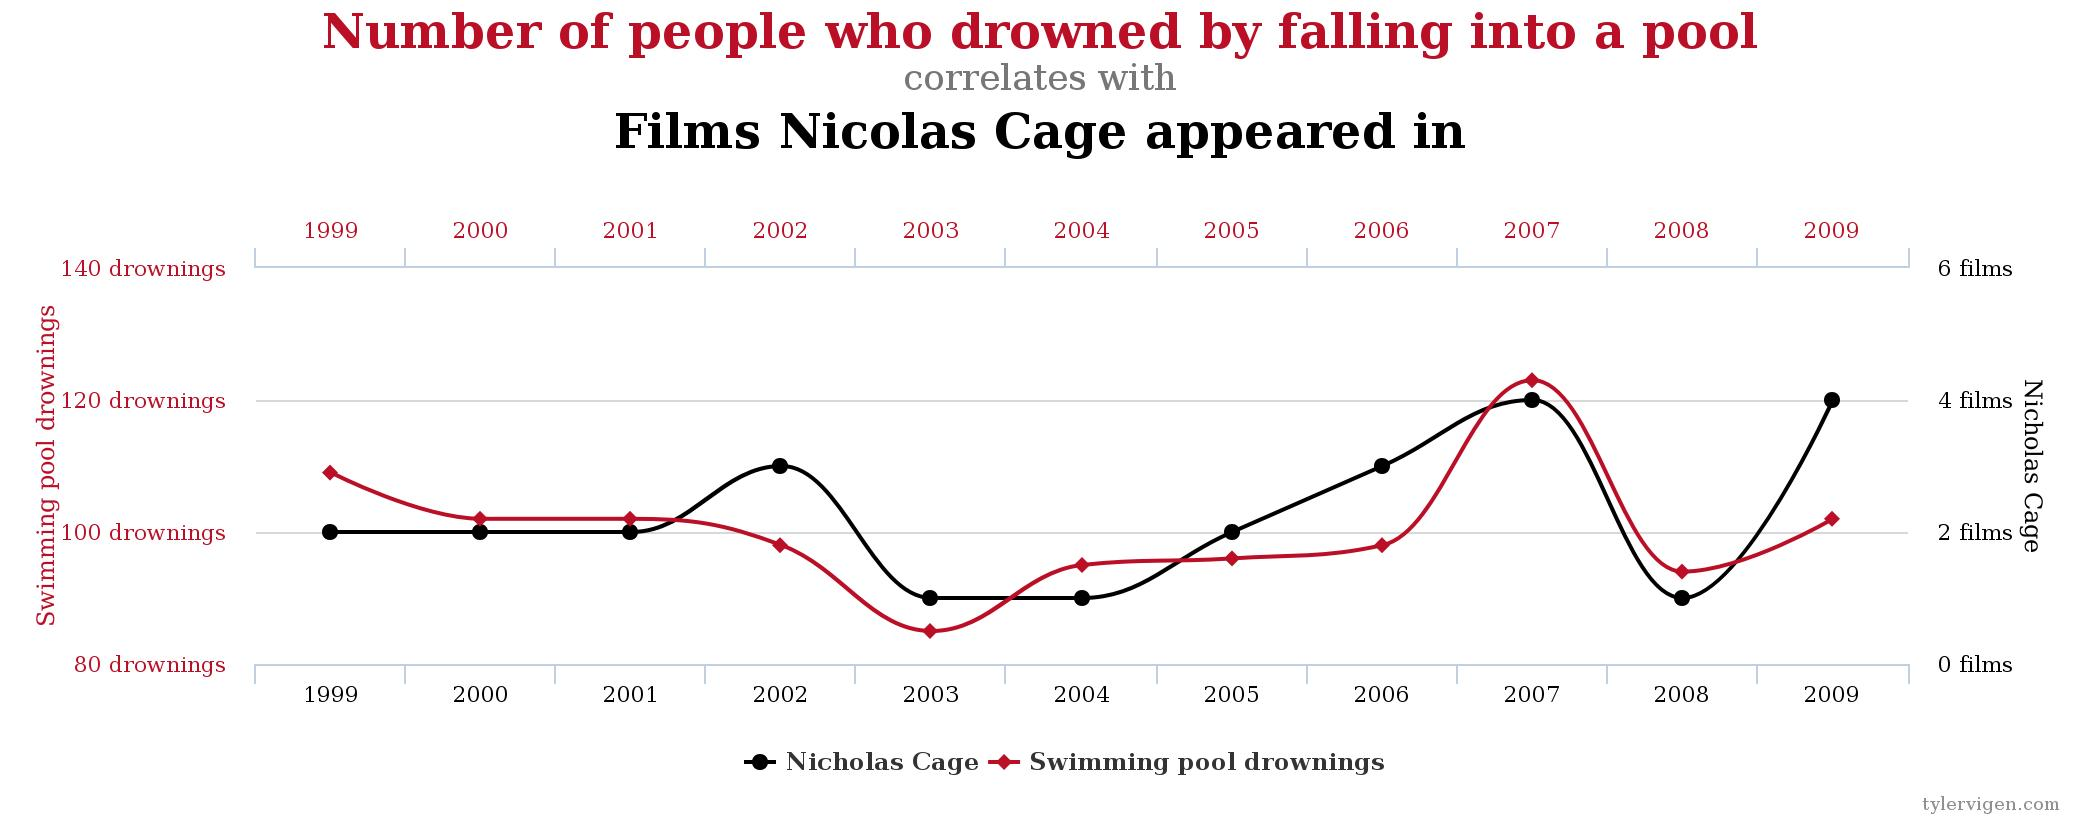 Number of people who drowned by falling into a pool
correlates with
Films Nicolas Cage appeared in
1999 2000 2001 2002 2003 2004 2005 2006 2007 2008 2009
140 drownings 6 films
Swimming pool drownings
120 drownings 4 films
Nicholas Cage
100 drownings 2 films
80 drownings 0 films
1999 2000 2001 2002 2003 2004 2005 2006 2007 2008 2009
Nicholas Cage Swimming pool drownings
tylervigen.com